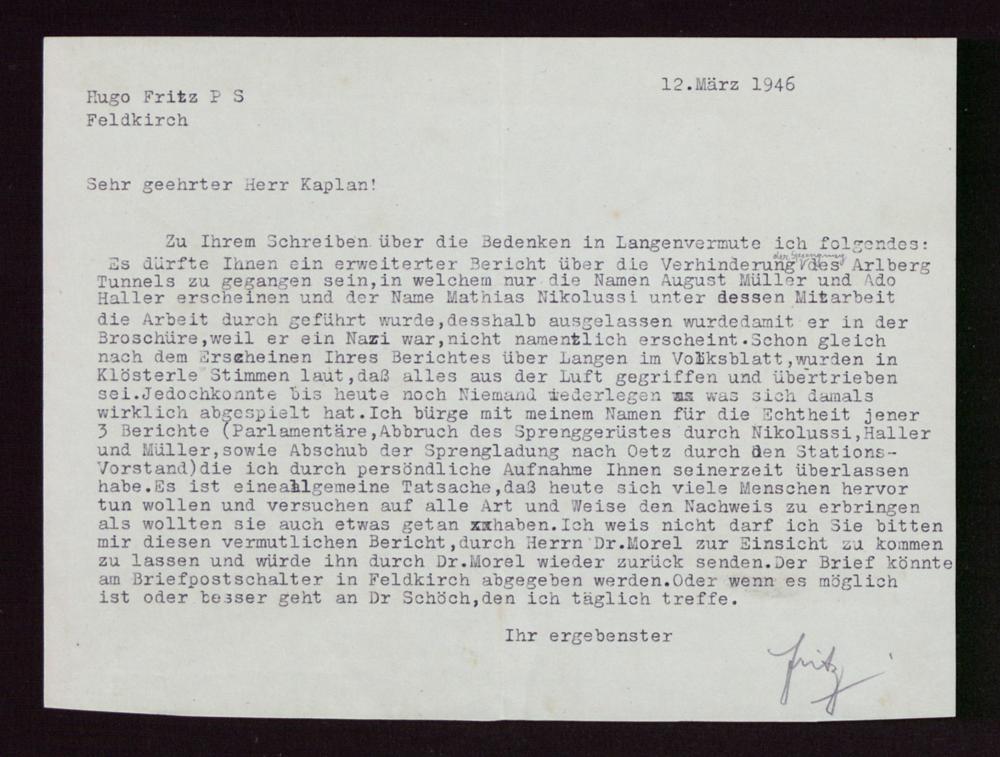 12.März 1946
Hugo Fritz P S
Feldkirch
Sehr geehrter Herr Kaplan!
Zu Ihrem Schreiben über die Bedenken in Langenvermute ich folgendes:
der Sprengung
Es dürfte Ihnen ein erweiterter Bericht über die Verhinderung des Arlberg
Tunnels zu gegangen sein,in welchem nur die Namen August Müller und Ado
Haller erscheinen und der Name Mathias Nikolussi unter dessen Mitarbeit
die Arbeit durch geführt wurde,desshalb ausgelassen wurdedamit er in der
Broschüre,weil er ein Nazi war,nicht namentlich erscheint.Schon gleich
nach dem Erscheinen Ihres Berichtes über Langen im Volksblatt,wurden in
Klösterle Stimmen laut,daß alles aus der Luft gegriffen und übertrieben
sei.Jedochkonnte bis heute noch Niemand wiederlegen xx was sich damals
wirklich abgespielt hat.Ich bürge mit meinem Namen für die Echtheit jener
3 Berichte (Parlamentäre,Abbruch des Sprenggerüstes durch Nikolussi,Haller
und Müller,sowie Abschub der Sprengladung nach Oetz durch den Stations-
Vorstand)die ich durch persöndliche Aufnahme Ihnen seinerzeit überlassen
habe.Es ist eineallgemeine Tatsache,daß heute sich viele Menschen hervor
tun wollen und versuchen auf alle Art und Weise den Nachweis zu erbringen
als wollten sie auch etwas getan xxhaben.Ich weis nicht darf ich Sie bitten
mir diesen vermutlichen Bericht,durch Herrn Dr.Morel zur Einsicht zu kommen
zu lassen und würde ihn durch Dr.Morel wieder zurück senden.Der Brief könnte
am Briefpostschalter in Feldkirch abgegeben werden.Oder wenn es möglich
ist oder besser geht an Dr Schöch,den ich täglich treffe.
Ihr ergebenster
Fritz